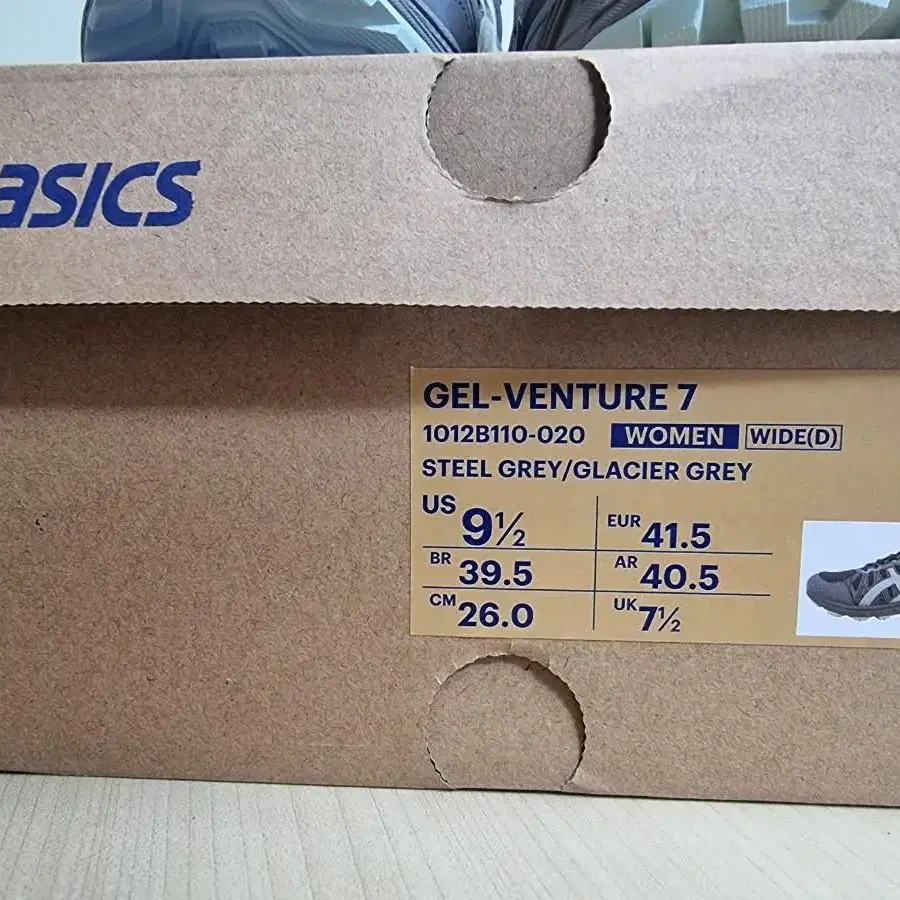 asics
GEL-VENTURE 7
1012B110-020 WOMEN WIDE(D)
STEEL GREY/GLACIER GREY
US 9½ EUR 41.5
BR 39.5 AR 40.5
CM 26.0 UK 7½